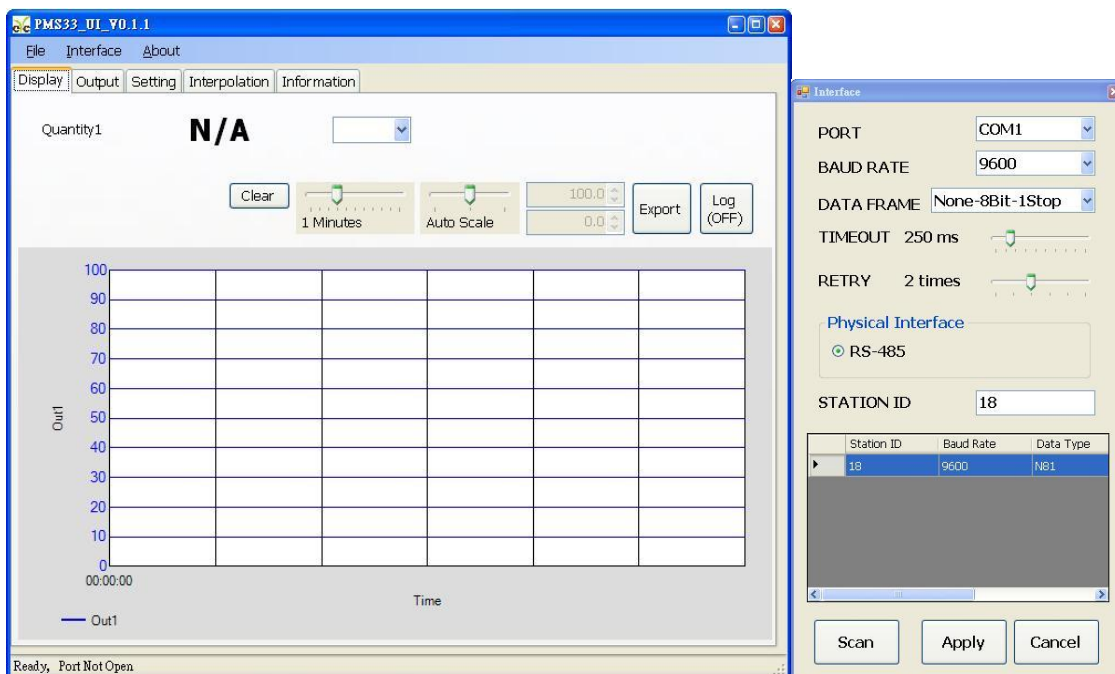 PMS33_UI_V0.1.1
File Interface About
Display Output Setting Interpolation Information
Quantity1 N/A
Clear
1 Minutes
Auto Scale
100.0
0.0
Export
Log
(OFF)
100
90
80
70
60
50
40
30
20
10
0
Out1
00:00:00
Time
Out1
Ready, Port Not Open
Interface
PORT COM1
BAUD RATE 9600
DATA FRAME None-8Bit-1Stop
TIMEOUT 250 ms
RETRY 2 times
Physical Interface
RS-485
STATION ID 18
Station ID Baud Rate Data Type
18 9600 N81
Scan Apply Cancel